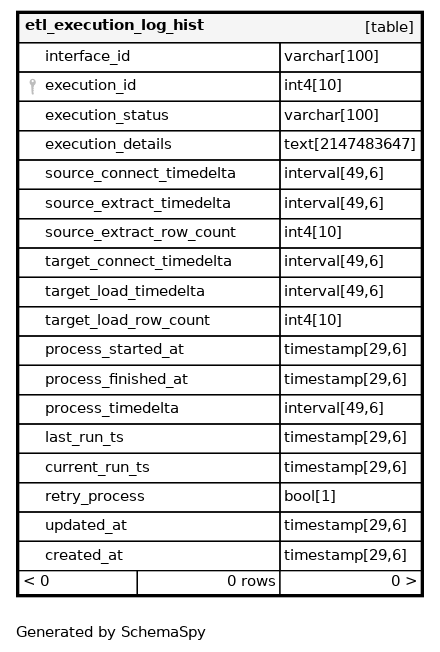 etl_execution_log_hist [table]
interface_id varchar[100]
execution_id int4[10]
execution_status varchar[100]
execution_details text[2147483647]
source_connect_timedelta interval[49,6]
source_extract_timedelta interval[49,6]
source_extract_row_count int4[10]
target_connect_timedelta interval[49,6]
target_load_timedelta interval[49,6]
target_load_row_count int4[10]
process_started_at timestamp[29,6]
process_finished_at timestamp[29,6]
process_timedelta interval[49,6]
last_run_ts timestamp[29,6]
current_run_ts timestamp[29,6]
retry_process bool[1]
updated_at timestamp[29,6]
created_at timestamp[29,6]
< 0 0 rows 0 >
Generated by SchemaSpy